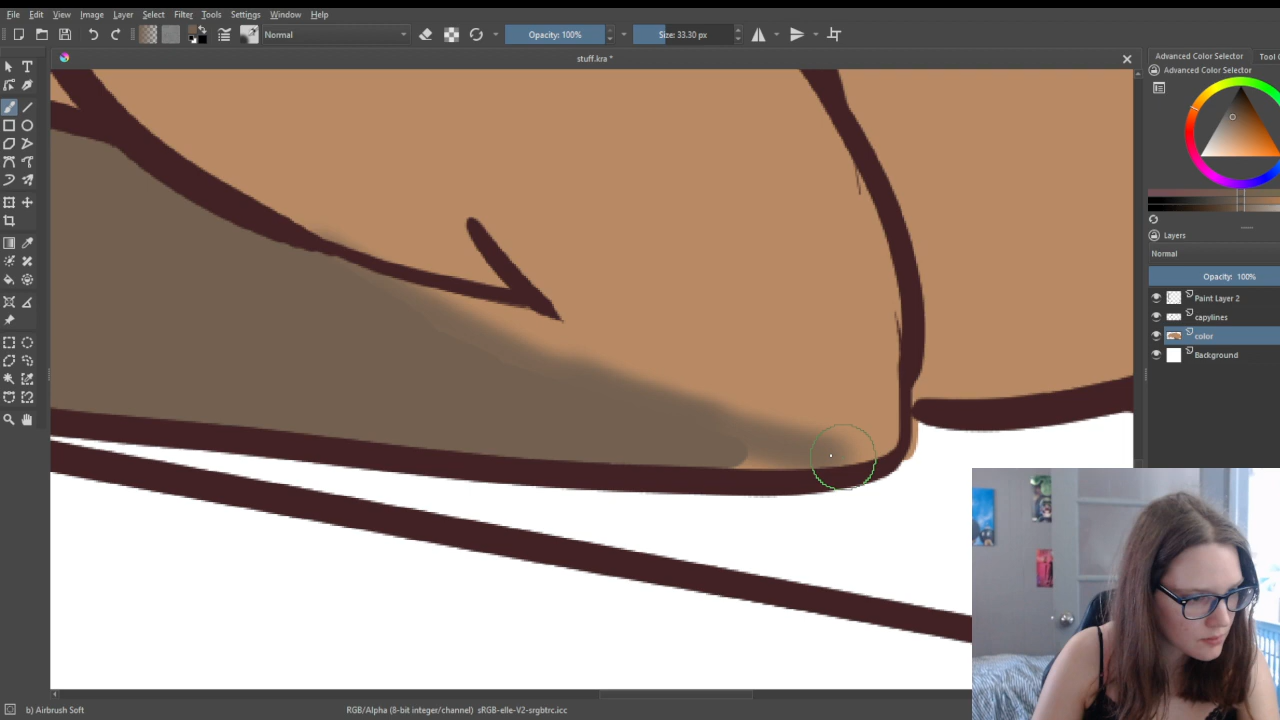 File Edit View Image Layer Select Filter Tools Settings Window Help
Normal Opacity: 100% Size: 33.30 px
stuff.kra *
Advanced Color Selector Tool
Advanced Color Selector
Layers
Normal
Opacity: 100%
Paint Layer 2
capylines
color
Background
b) Airbrush Soft RGB/Alpha (8-bit integer/channel) sRGB-elle-V2-srgbtrc.icc